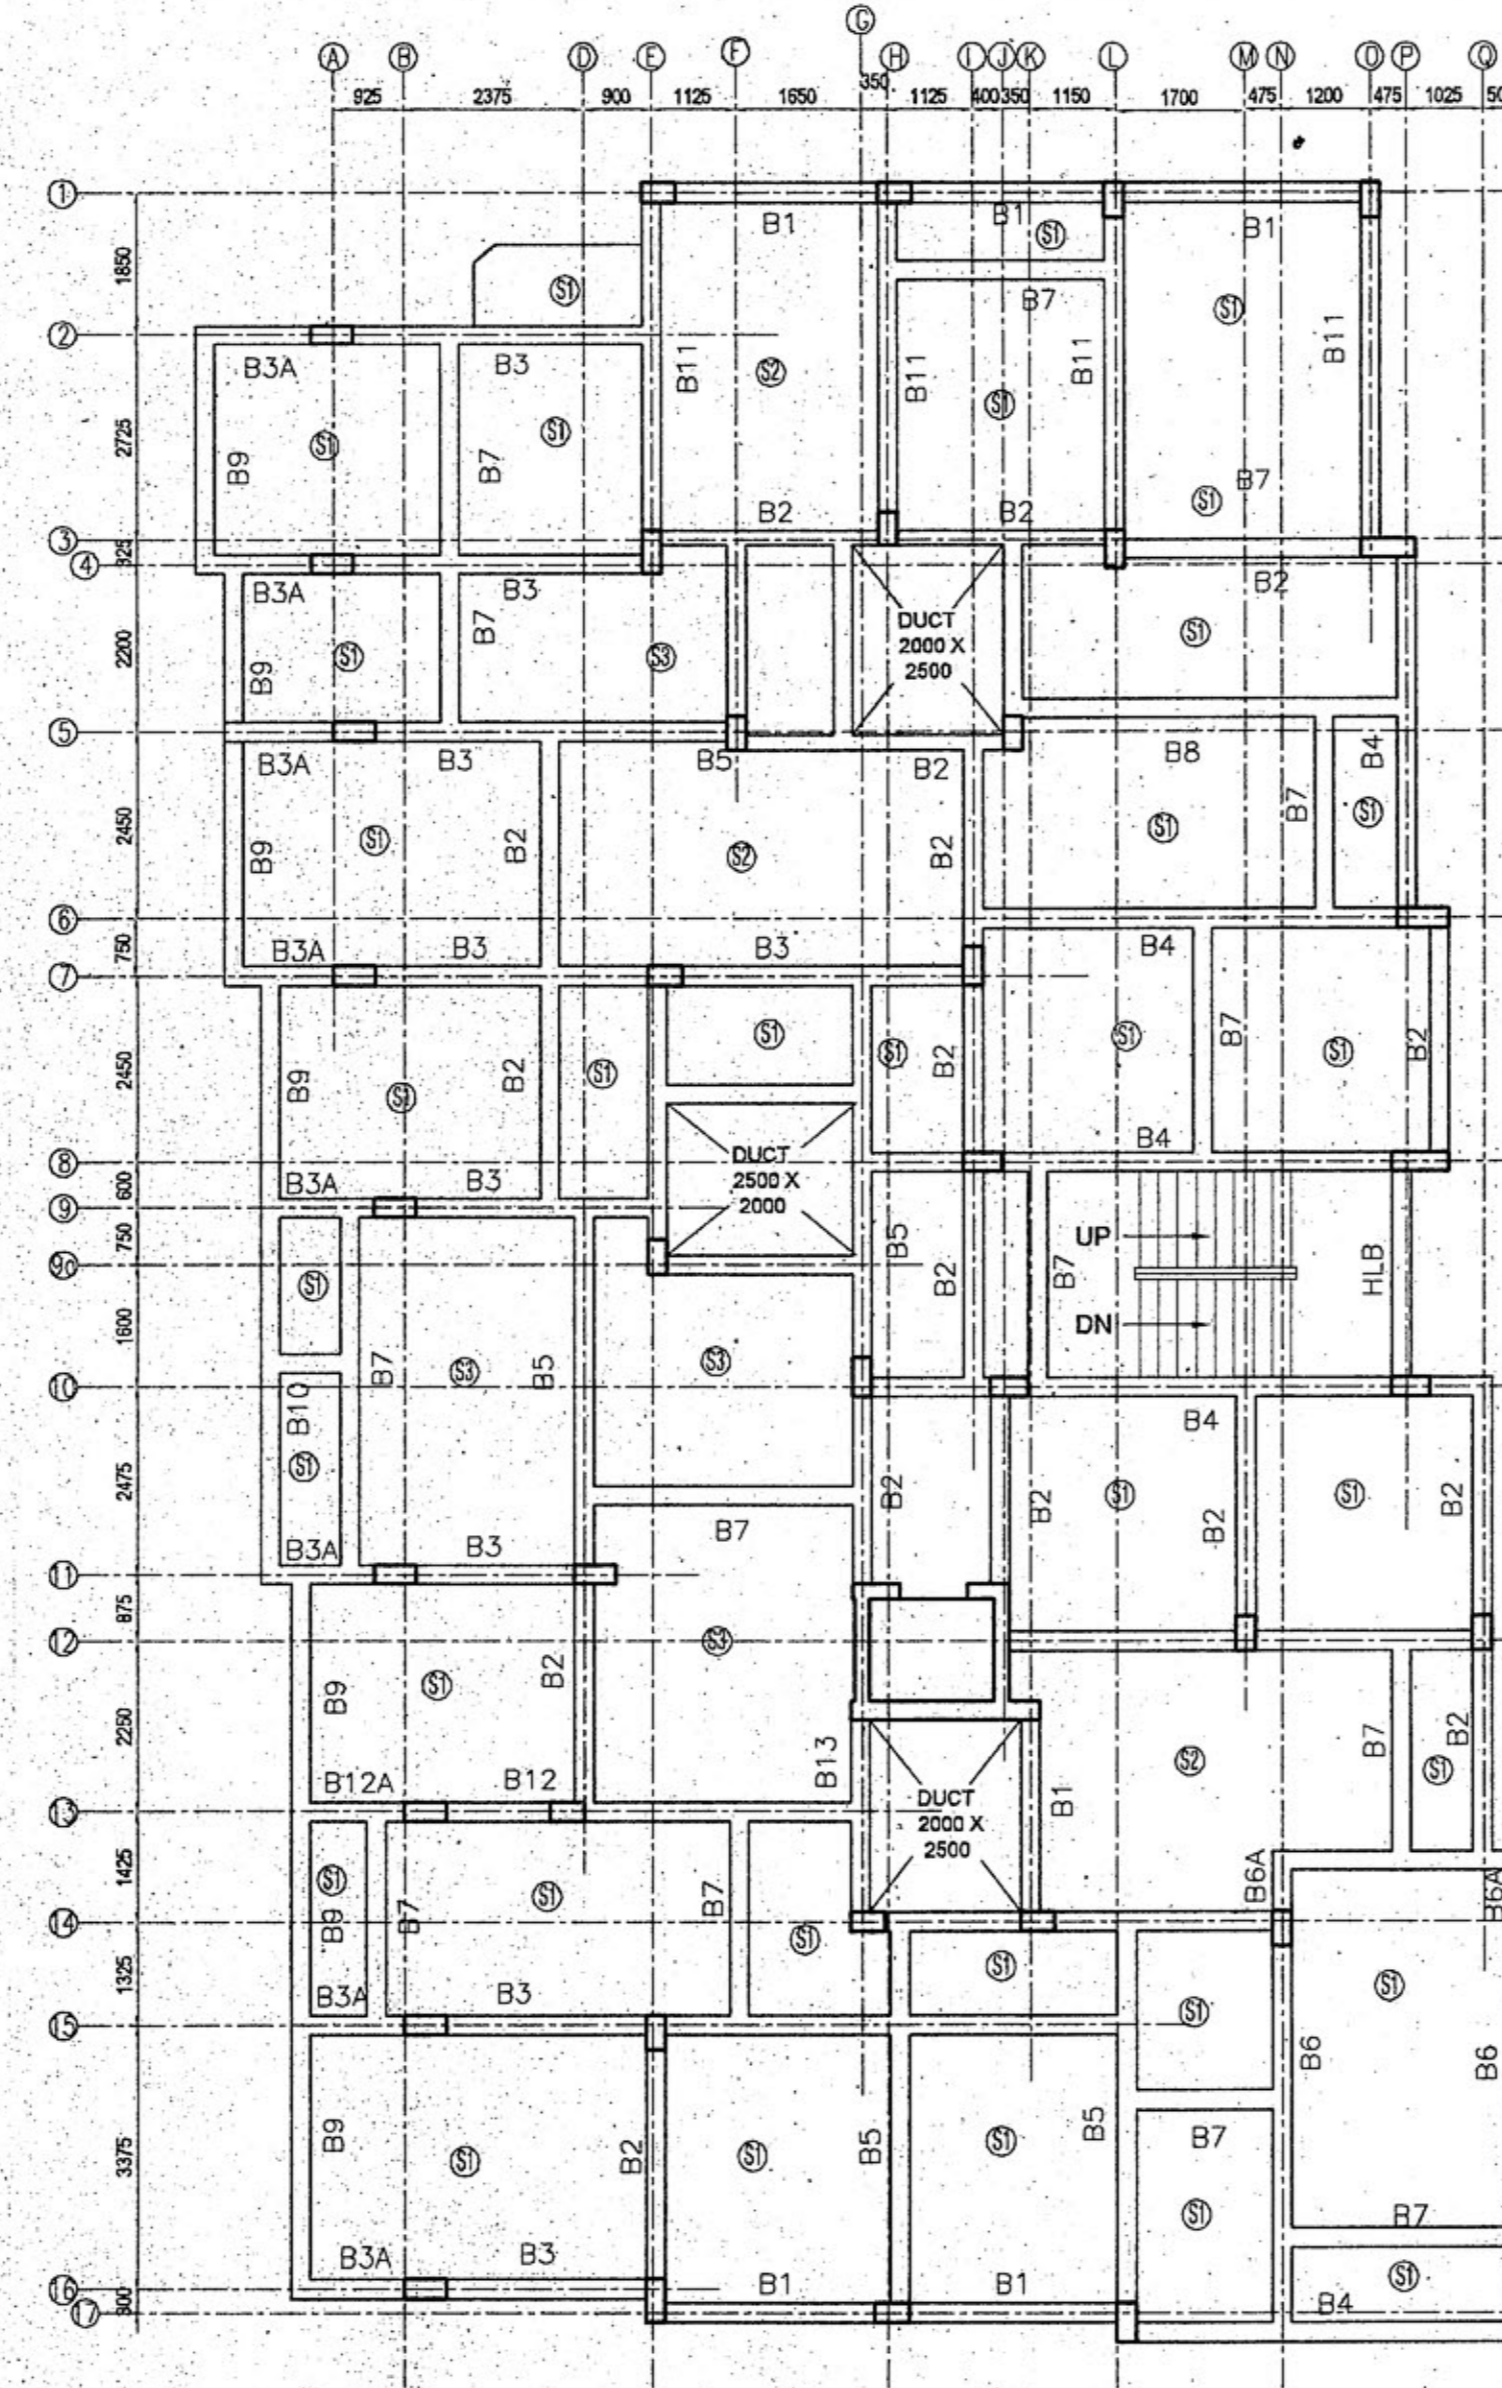 G
A B D E F H I J K L M N O P Q
925 2375 900 1125 1650 350 1125 400 350 1150 1700 475 1200 475 1025
1
B1 B1 S1 B1
1850
S1 B7 S1
2
B3A B3 B11 S2 B11 S1 B11 B11
2725
S1 S1
B9 B7 B7
S1
B2 B2
3
325
4
B3A B3 B2
DUCT
2000 X
2500
2200
B9 S1 B7 S3 S1
5
B3A B3 B5 B2 B8 B4
2450
B9 S1 B2 S2 B2 S1 B7 S1
6
750
B3A B3 B3 B4
7
S1 S1 S1 B7 S1 B2
2450
B9 B2 S1 B2
B4
8
DUCT
2500 X
2000
600
B3A B3
9
750
B5 UP
S1 B2 B7 HLB
1600
DN
B7 S3 B5 S3
10
B10 B4
2475
S1 B2 B2 S1 B2 S1 B2
B7
B3A B3
11
875
12
S3
B9 S1 B2
2250
B13 S2 B7 B2 S1
B12A B12 B1
13
DUCT
2000 X
2500
1425
S1 S1 B6A B6A
B9 B7 B7
14
S1 S1 S1
1325
B3A B3 S1
15
B6 B6
3375
B9 S1 B2 S1 B5 S1 B5 B7
S1
B7
B3A B3 B1 B1 S1
16
B4
17